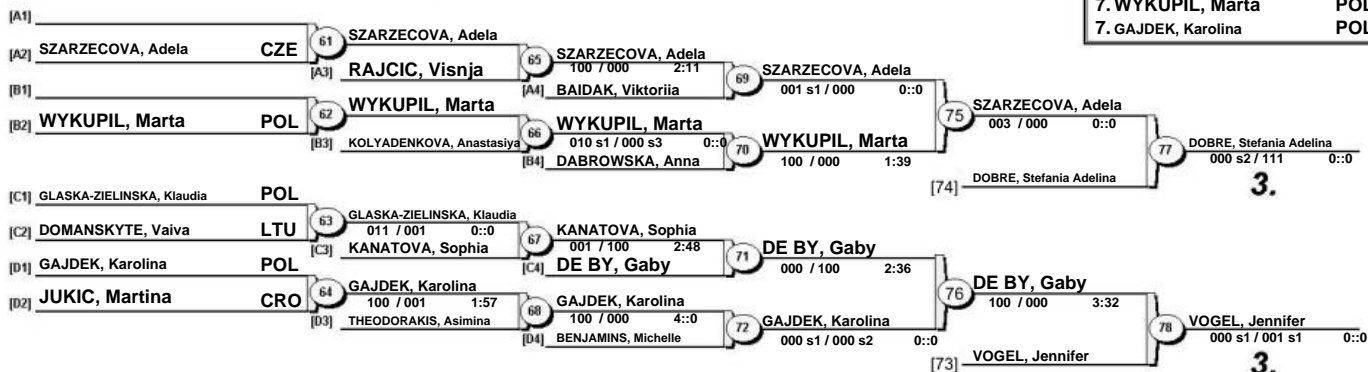 7. WYKUPIL, Marta POL
7. GAJDEK, Karolina POL
[A1]
[A2] SZARZECOVA, Adela CZE
61
SZARZECOVA, Adela
[A3] RAJCIC, Visnja
65
SZARZECOVA, Adela
100 / 000 2:11
[A4] BAIDAK, Viktoriia
69
SZARZECOVA, Adela
001 s1 / 000 0::0
[B1]
[B2] WYKUPIL, Marta POL
62
WYKUPIL, Marta
[B3] KOLYADENKOVA, Anastasiya
66
WYKUPIL, Marta
010 s1 / 000 s3 0::0
[B4] DABROWSKA, Anna
70
WYKUPIL, Marta
100 / 000 1:39
75
SZARZECOVA, Adela
003 / 000 0::0
[74] DOBRE, Stefania Adelina
77
DOBRE, Stefania Adelina
000 s2 / 111 0::0
3.
[C1] GLASKA-ZIELINSKA, Klaudia POL
[C2] DOMANSKYTE, Vaiva LTU
63
GLASKA-ZIELINSKA, Klaudia
011 / 001 0::0
[C3] KANATOVA, Sophia
67
KANATOVA, Sophia
001 / 100 2:48
[C4] DE BY, Gaby
71
DE BY, Gaby
000 / 100 2:36
[D1] GAJDEK, Karolina POL
[D2] JUKIC, Martina CRO
64
GAJDEK, Karolina
100 / 001 1:57
[D3] THEODORAKIS, Asimina
68
GAJDEK, Karolina
100 / 000 4::0
[D4] BENJAMINS, Michelle
72
GAJDEK, Karolina
000 s1 / 000 s2 0::0
76
DE BY, Gaby
100 / 000 3:32
[73] VOGEL, Jennifer
78
VOGEL, Jennifer
000 s1 / 001 s1 0::0
3.